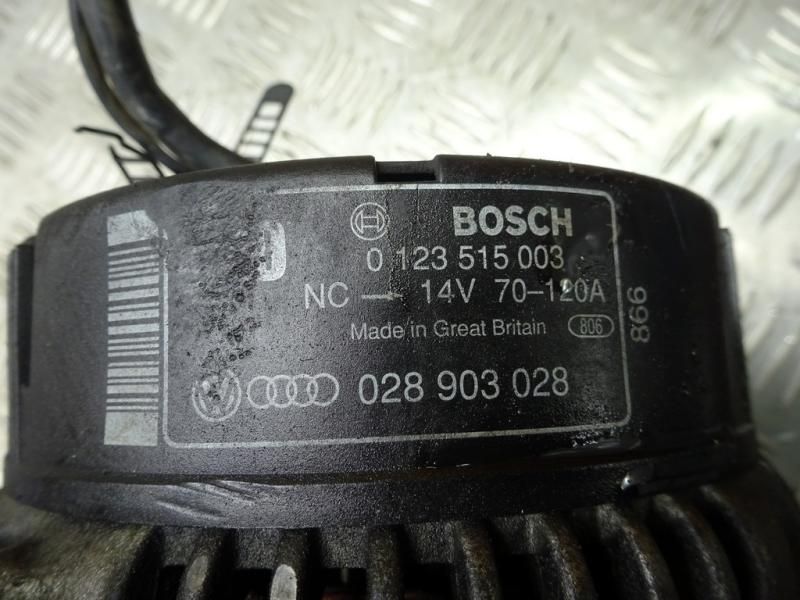 BOSCH
0 123 515 003
NC → 14V 70–120A
Made in Great Britain 806
028 903 028
866